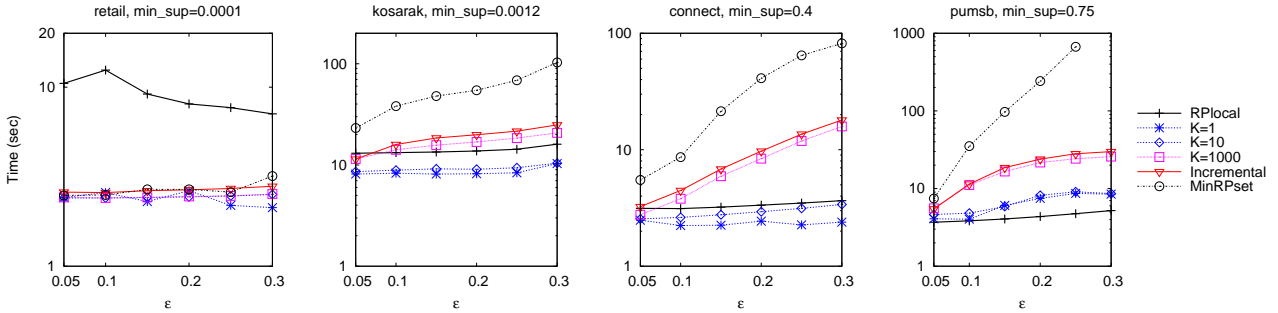 retail, min_sup=0.0001
Time (sec)
20
10
1
0.05 0.1 0.2 0.3
ε
kosarak, min_sup=0.0012
100
10
1
0.05 0.1 0.2 0.3
ε
connect, min_sup=0.4
100
10
1
0.05 0.1 0.2 0.3
ε
pumsb, min_sup=0.75
1000
100
10
1
0.05 0.1 0.2 0.3
ε
RPlocal
K=1
K=10
K=1000
Incremental
MinRPset